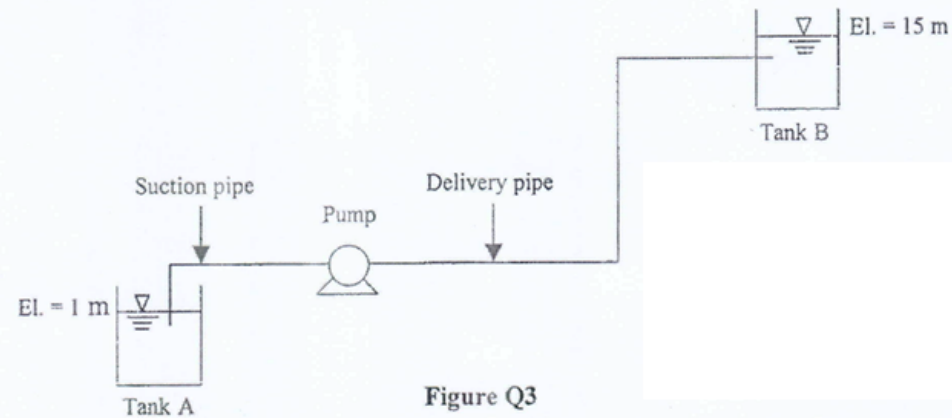 El. = 15 m
Tank B
Suction pipe
Delivery pipe
Pump
El. = 1 m
Tank A
Figure Q3